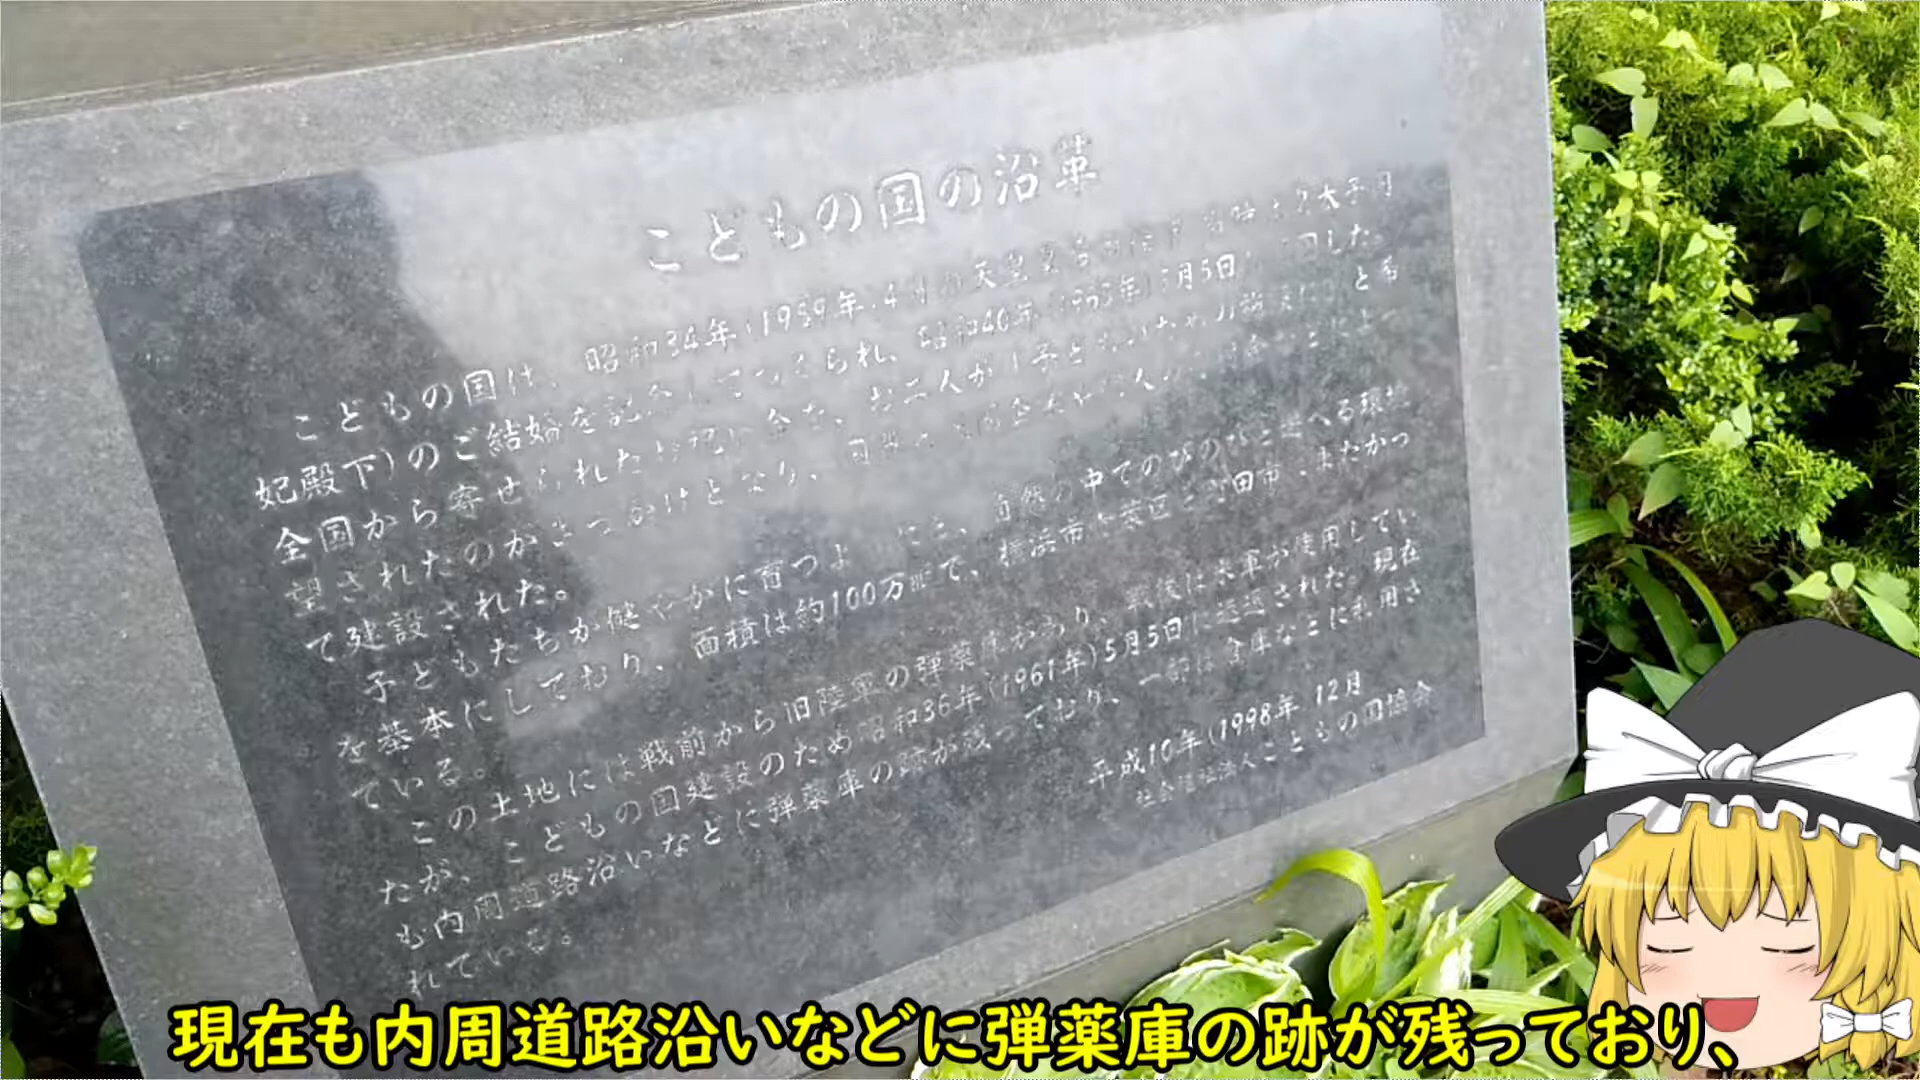 こどもの国の沿革
こどもの国は、昭和34年(1959年)4月の天皇皇后両陛下(当時は皇太子同
妃殿下)のご結婚を記念して建てられ、昭和40年(1965年)5月5日に開園した。
全国から寄せられたお祝い金を、お二人が「子どもたちの施設に」と希
望されたのがきっかけとなり、
て建設された。
子どもたちが健やかに育つように、自然の中でのびのびと遊べる環境
を基本にしており、面積は約100万㎡で、横浜市青葉区と町田市にまたがっ
ている。
この土地には戦前から旧陸軍の弾薬庫があり、戦後は米軍が使用してい
たが、こどもの国建設のため昭和36年(1961年)5月5日に返還された。現在
も内周道路沿いなどに弾薬庫の跡が残っており、一部は倉庫などに利用さ
れている。
平成10年(1998年)12月
社会福祉法人こどもの国協会
現在も内周道路沿いなどに弾薬庫の跡が残っており、